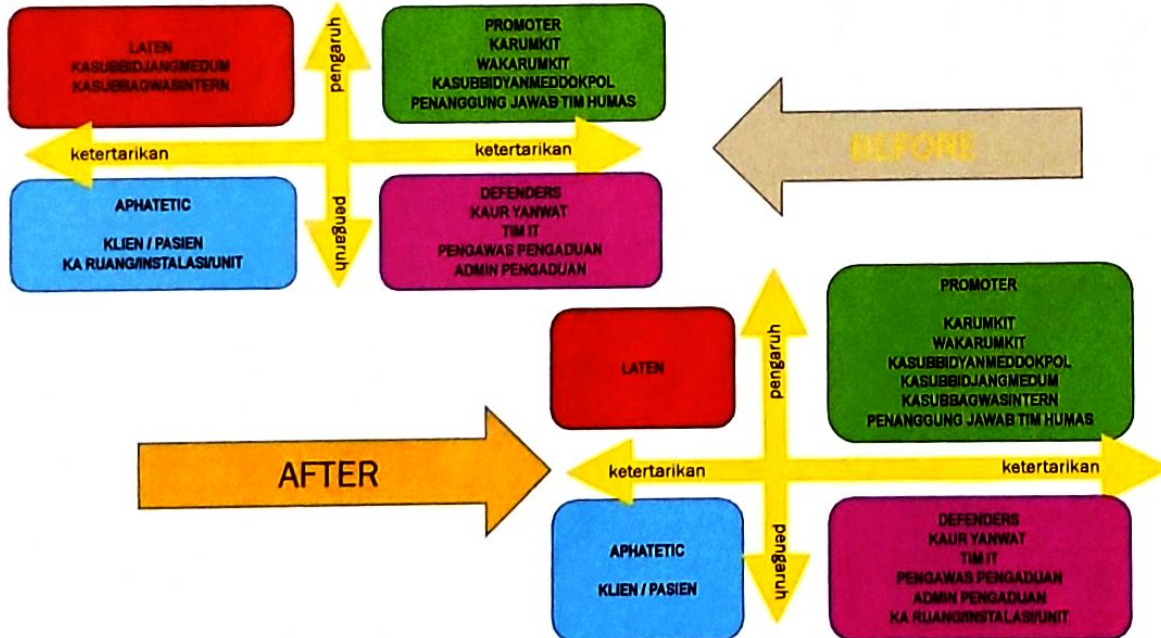 LATEN
KASUBBIDJANGMEDUM
KASUBBAGWASINTERN
pengaruh
PROMOTER
KARUMKIT
WAKARUMKIT
KASUBBIDYANMEDDOKPOL
PENANGGUNG JAWAB TIM HUMAS
ketertarikan
ketertarikan
BEFORE
APHATETIC
KLIEN / PASIEN
KA RUANG/INSTALASI/UNIT
pengaruh
DEFENDERS
KAUR YANWAT
TIM IT
PENGAWAS PENGADUAN
ADMIN PENGADUAN
AFTER
LATEN
pengaruh
PROMOTER
KARUMKIT
WAKARUMKIT
KASUBBIDYANMEDDOKPOL
KASUBBIDJANGMEDUM
KASUBBAGWASINTERN
PENANGGUNG JAWAB TIM HUMAS
ketertarikan
ketertarikan
APHATETIC
KLIEN / PASIEN
pengaruh
DEFENDERS
KAUR YANWAT
TIM IT
PENGAWAS PENGADUAN
ADMIN PENGADUAN
KA RUANG/INSTALASI/UNIT